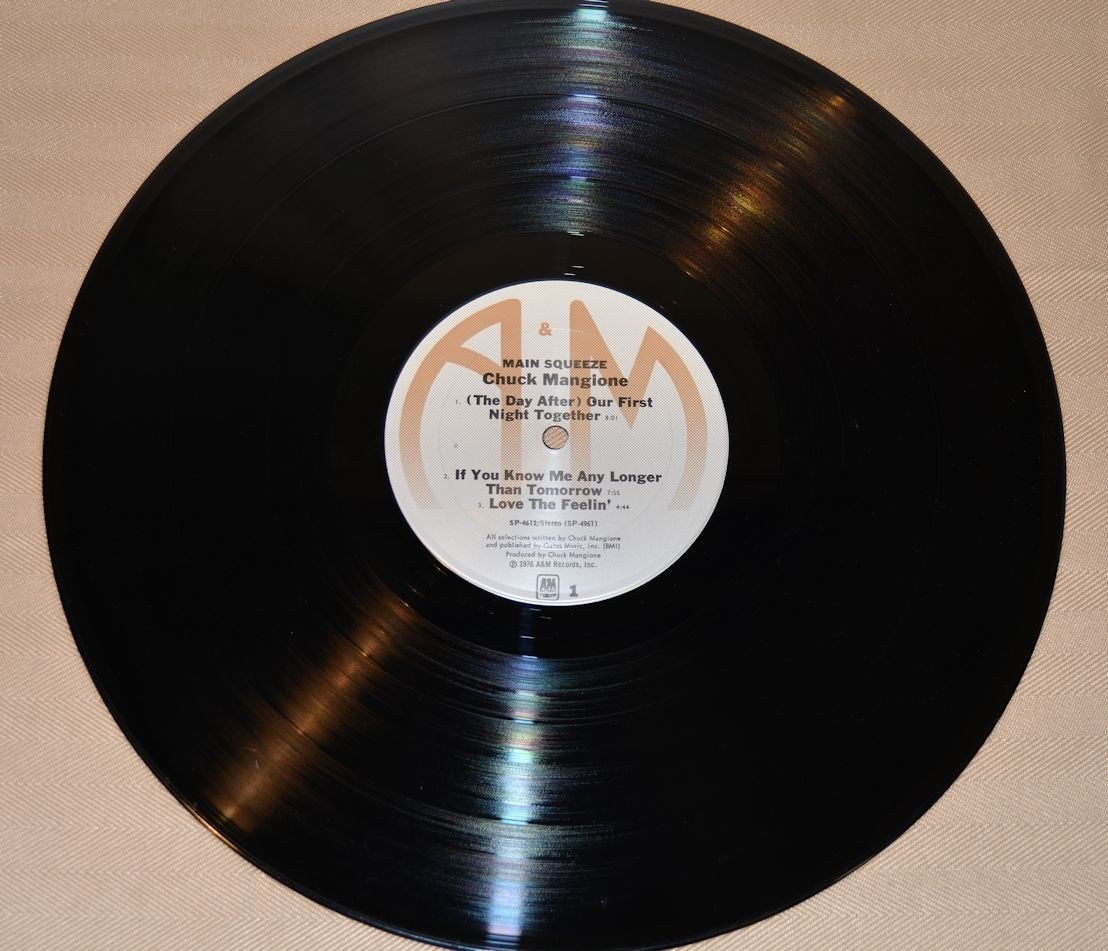 A&M
MAIN SQUEEZE
Chuck Mangione
1. (The Day After) Our First
Night Together 8:01
2. If You Know Me Any Longer
Than Tomorrow 7:55
3. Love The Feelin' 4:44
SP-4612/Stereo (SP-4961)
All selections written by Chuck Mangione
and published by Gates Music, Inc. (BMI)
Produced by Chuck Mangione
℗ 1976 A&M Records, Inc.
A&M 1